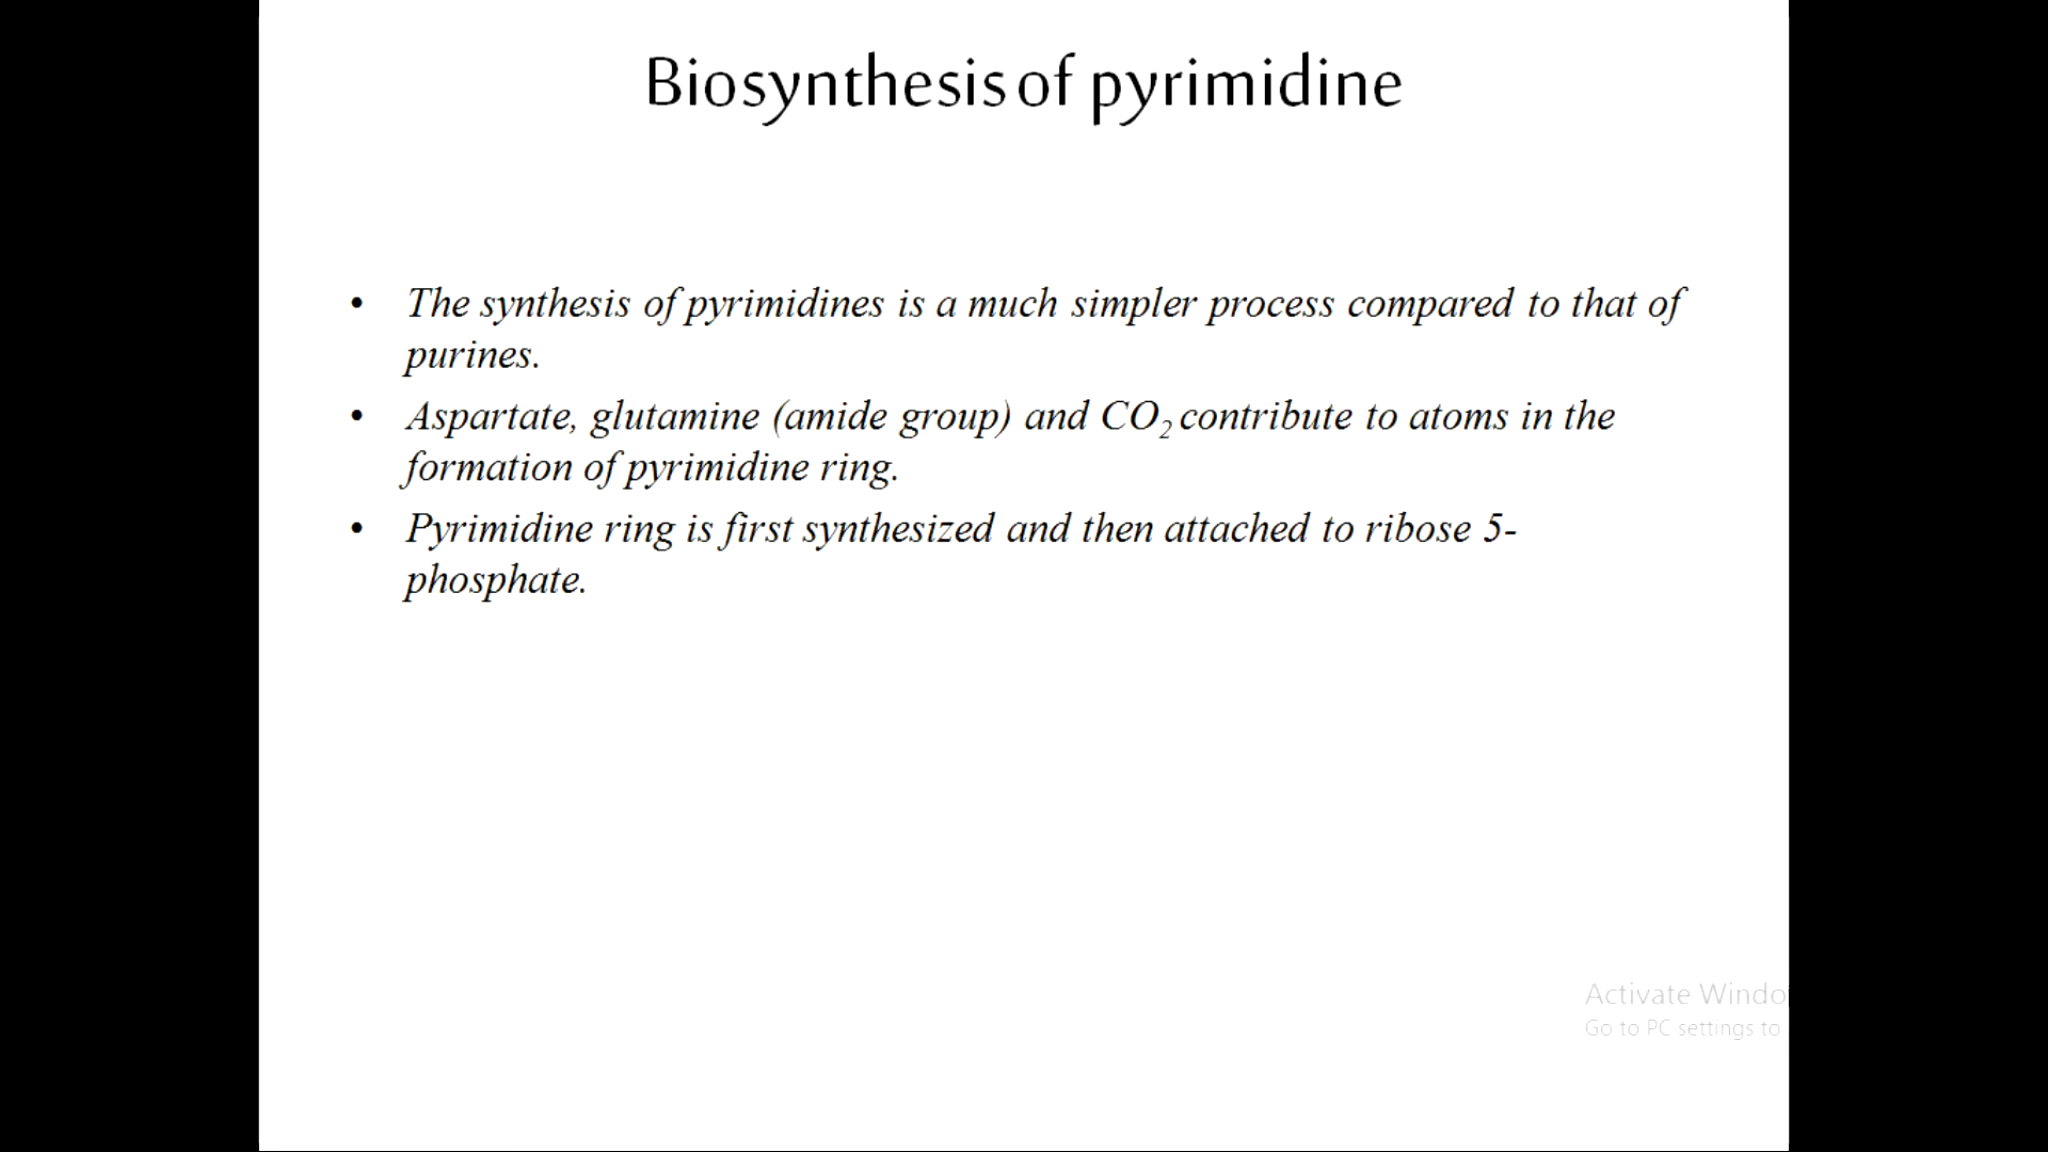 Biosynthesis of pyrimidine
• The synthesis of pyrimidines is a much simpler process compared to that of
purines.
• Aspartate, glutamine (amide group) and CO₂ contribute to atoms in the
formation of pyrimidine ring.
• Pyrimidine ring is first synthesized and then attached to ribose 5-
phosphate.
Activate Windo
Go to PC settings to